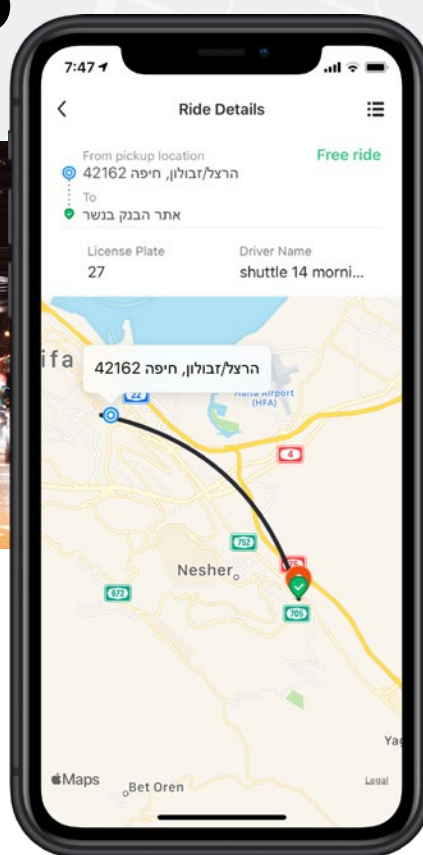 7:47
Ride Details
From pickup location
Free ride
הרצל/זבולון, חיפה 42162
To
אתר הבנק בנשר
License Plate
Driver Name
27
shuttle 14 morni...
ifa
הרצל/זבולון, חיפה 42162
22
Haifa Airport
(HFA)
4
752
Nesher
672
705
Yag
Maps
Bet Oren
Legal